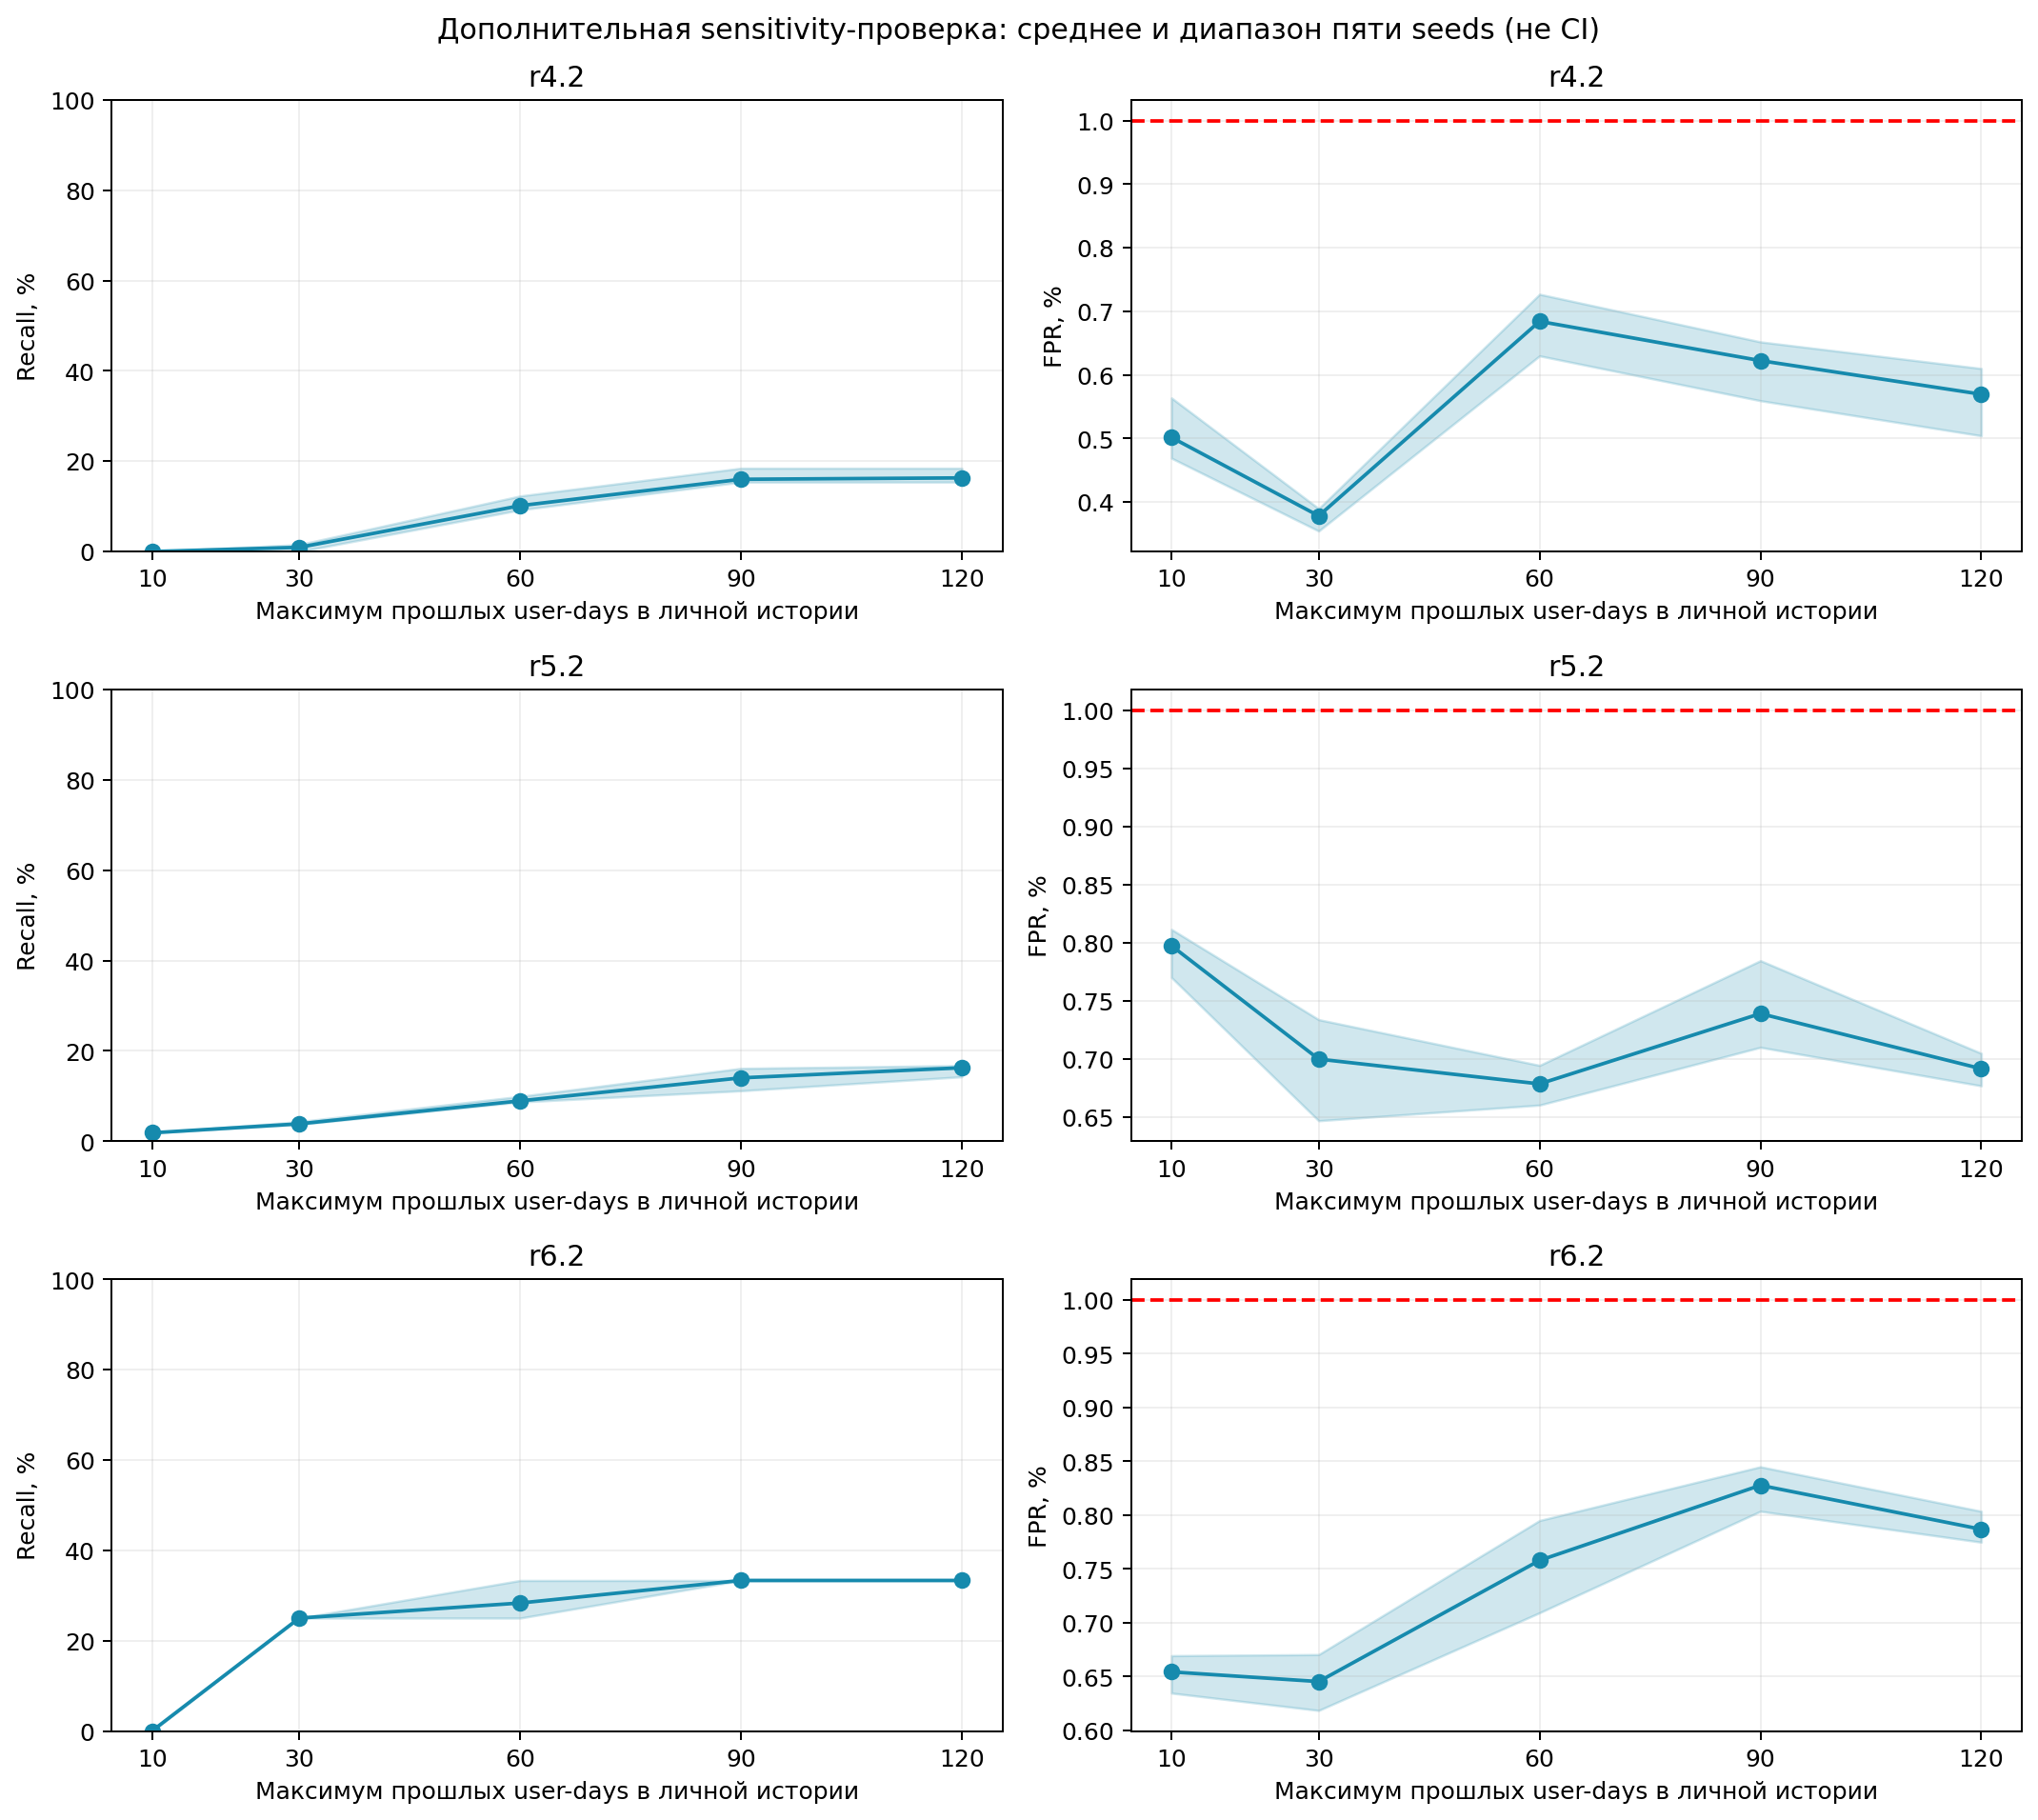 Дополнительная sensitivity-проверка: среднее и диапазон пяти seeds (не CI)
r4.2
Recall, %
100
80
60
40
20
0
10 30 60 90 120
Максимум прошлых user-days в личной истории
r4.2
FPR, %
1.0
0.9
0.8
0.7
0.6
0.5
0.4
10 30 60 90 120
Максимум прошлых user-days в личной истории
r5.2
Recall, %
100
80
60
40
20
0
10 30 60 90 120
Максимум прошлых user-days в личной истории
r5.2
FPR, %
1.00
0.95
0.90
0.85
0.80
0.75
0.70
0.65
10 30 60 90 120
Максимум прошлых user-days в личной истории
r6.2
Recall, %
100
80
60
40
20
0
10 30 60 90 120
Максимум прошлых user-days в личной истории
r6.2
FPR, %
1.00
0.95
0.90
0.85
0.80
0.75
0.70
0.65
0.60
10 30 60 90 120
Максимум прошлых user-days в личной истории